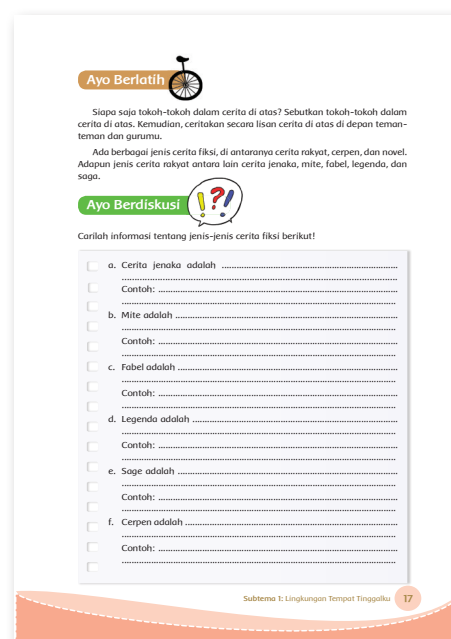 Ayo Berlatih
Siapa saja tokoh-tokoh dalam cerita di atas? Sebutkan tokoh-tokoh dalam
cerita di atas. Kemudian, ceritakan secara lisan cerita di atas di depan teman-
teman dan gurumu.
Ada berbagai jenis cerita fiksi, di antaranya cerita rakyat, cerpen, dan novel.
Adapun jenis cerita rakyat antara lain cerita jenaka, mite, fabel, legenda, dan
saga.
Ayo Berdiskusi
!?!
Carilah informasi tentang jenis-jenis cerita fiksi berikut!
a. Cerita jenaka adalah ................................................................
................................................................
Contoh: ................................................................
................................................................
b. Mite adalah ................................................................
................................................................
Contoh: ................................................................
................................................................
c. Fabel adalah ................................................................
................................................................
Contoh: ................................................................
................................................................
d. Legenda adalah ................................................................
................................................................
Contoh: ................................................................
................................................................
e. Sage adalah ................................................................
................................................................
Contoh: ................................................................
................................................................
f. Cerpen adalah ................................................................
................................................................
Contoh: ................................................................
................................................................
Subtema 1: Lingkungan Tempat Tinggalku 17